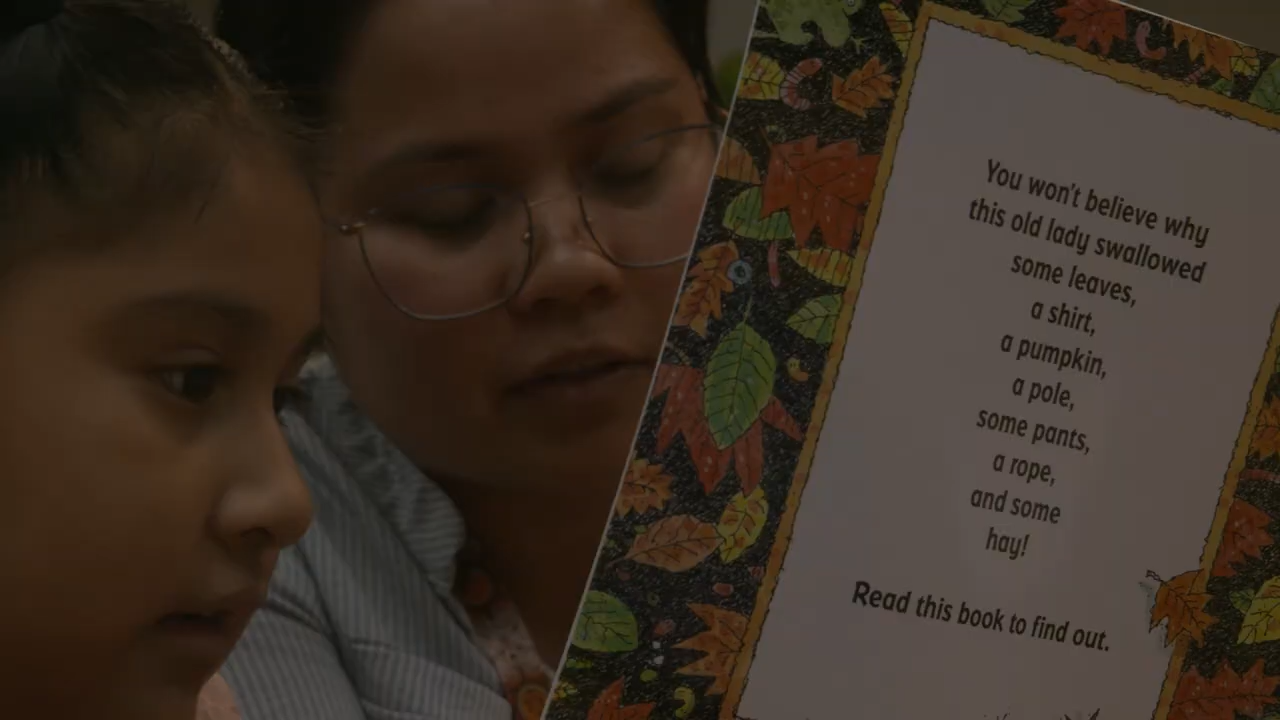 You won't believe why
this old lady swallowed
some leaves,
a shirt,
a pumpkin,
a pole,
some pants,
a rope,
and some
hay!
Read this book to find out.